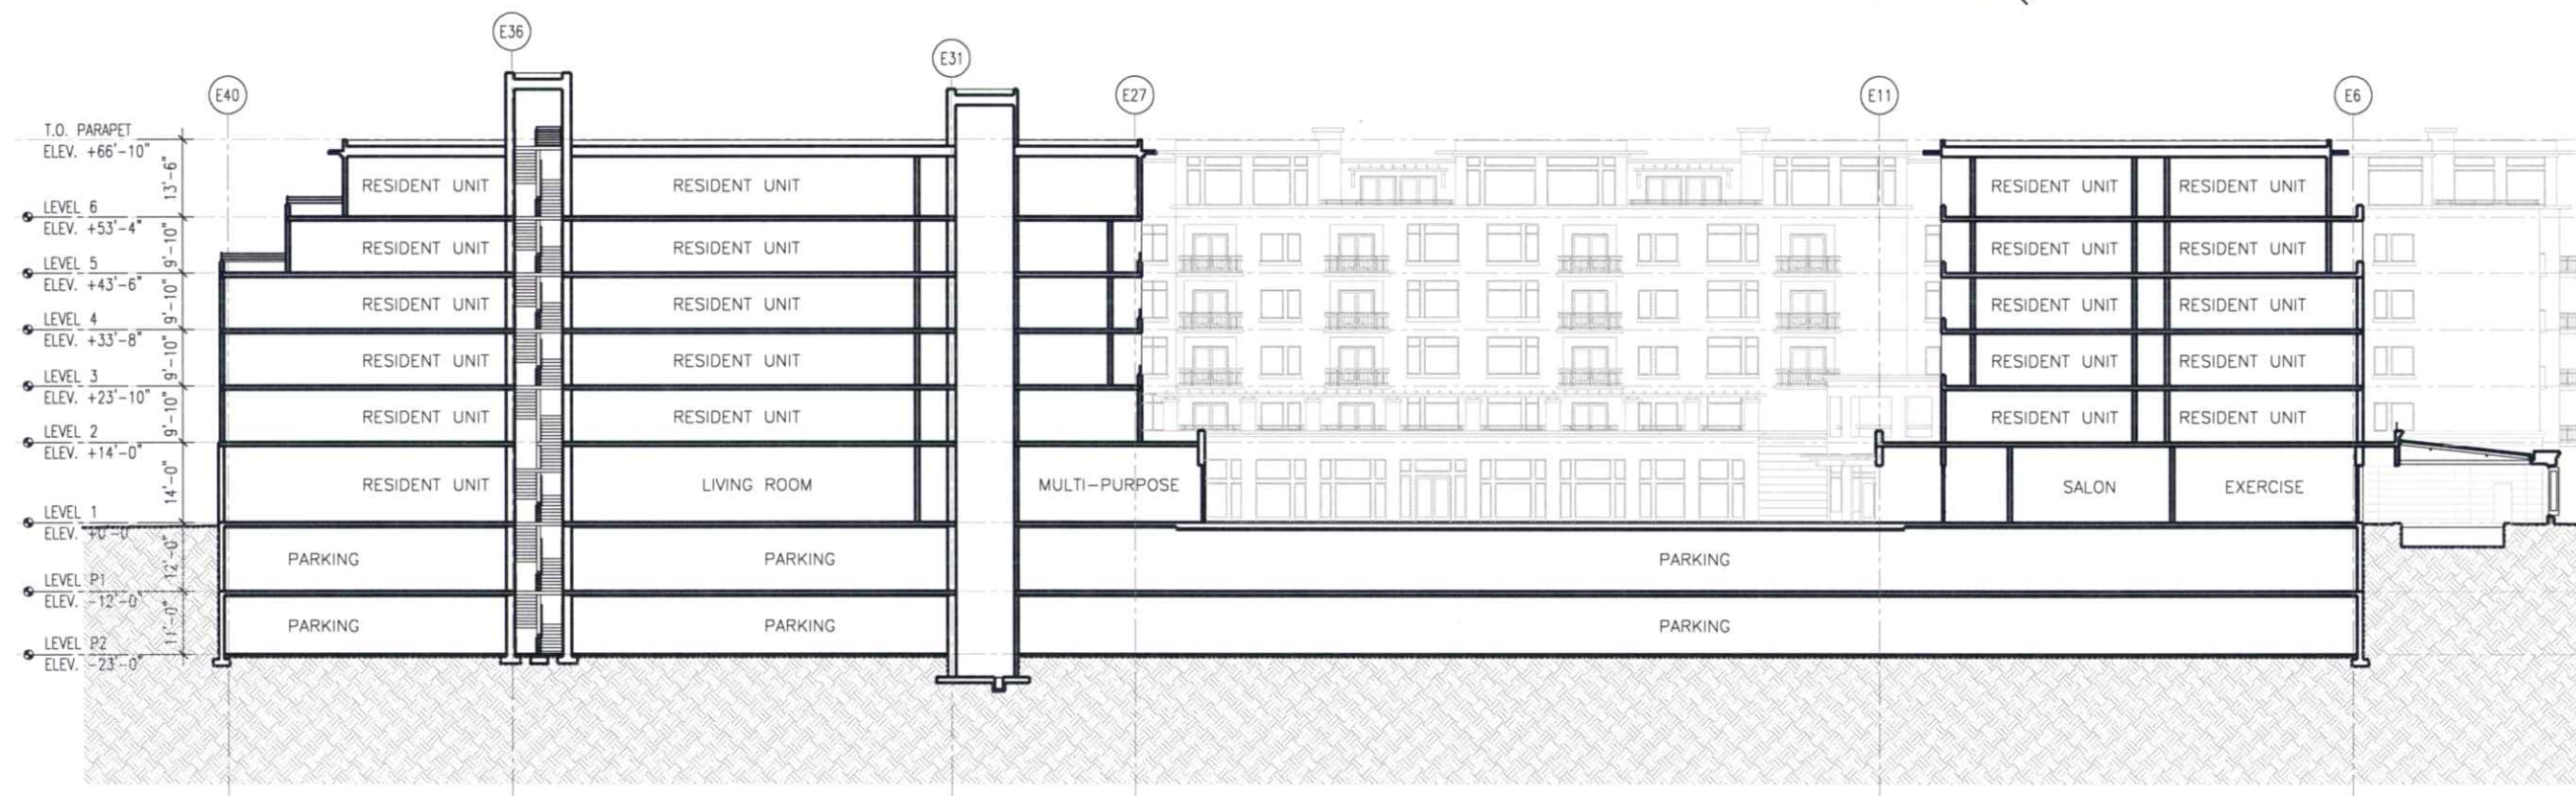 E36
E31
E40
E27
E11
E6
T.O. PARAPET
ELEV. +66'-10"
13'-6"
RESIDENT UNIT
RESIDENT UNIT
RESIDENT UNIT
RESIDENT UNIT
LEVEL 6
ELEV. +53'-4"
9'-10"
RESIDENT UNIT
RESIDENT UNIT
RESIDENT UNIT
RESIDENT UNIT
LEVEL 5
ELEV. +43'-6"
9'-10"
RESIDENT UNIT
RESIDENT UNIT
RESIDENT UNIT
RESIDENT UNIT
LEVEL 4
ELEV. +33'-8"
9'-10"
RESIDENT UNIT
RESIDENT UNIT
RESIDENT UNIT
RESIDENT UNIT
LEVEL 3
ELEV. +23'-10"
9'-10"
RESIDENT UNIT
RESIDENT UNIT
RESIDENT UNIT
RESIDENT UNIT
LEVEL 2
ELEV. +14'-0"
14'-0"
RESIDENT UNIT
LIVING ROOM
MULTI-PURPOSE
SALON
EXERCISE
LEVEL 1
ELEV. +0'-0"
12'-0"
PARKING
PARKING
PARKING
LEVEL P1
ELEV. -12'-0"
11'-0"
PARKING
PARKING
PARKING
LEVEL P2
ELEV. -23'-0"